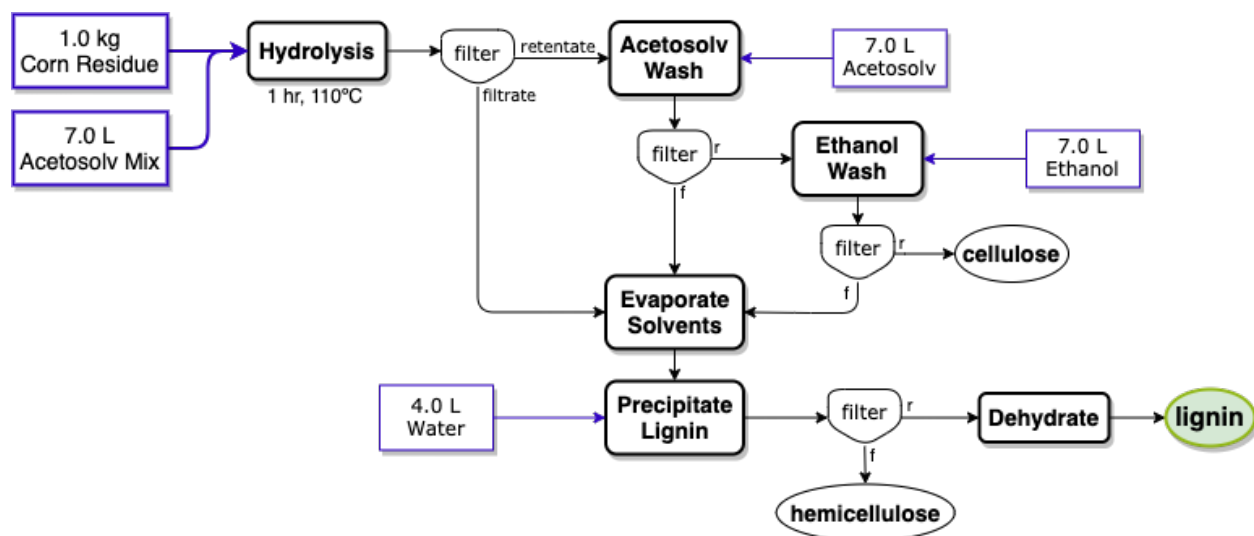 1.0 kg
Corn Residue
7.0 L
Acetosolv Mix
Hydrolysis
1 hr, 110°C
filter
retentate
filtrate
Acetosolv
Wash
7.0 L
Acetosolv
filter
r
f
Ethanol
Wash
7.0 L
Ethanol
filter
r
f
cellulose
Evaporate
Solvents
4.0 L
Water
Precipitate
Lignin
filter
r
f
Dehydrate
lignin
hemicellulose